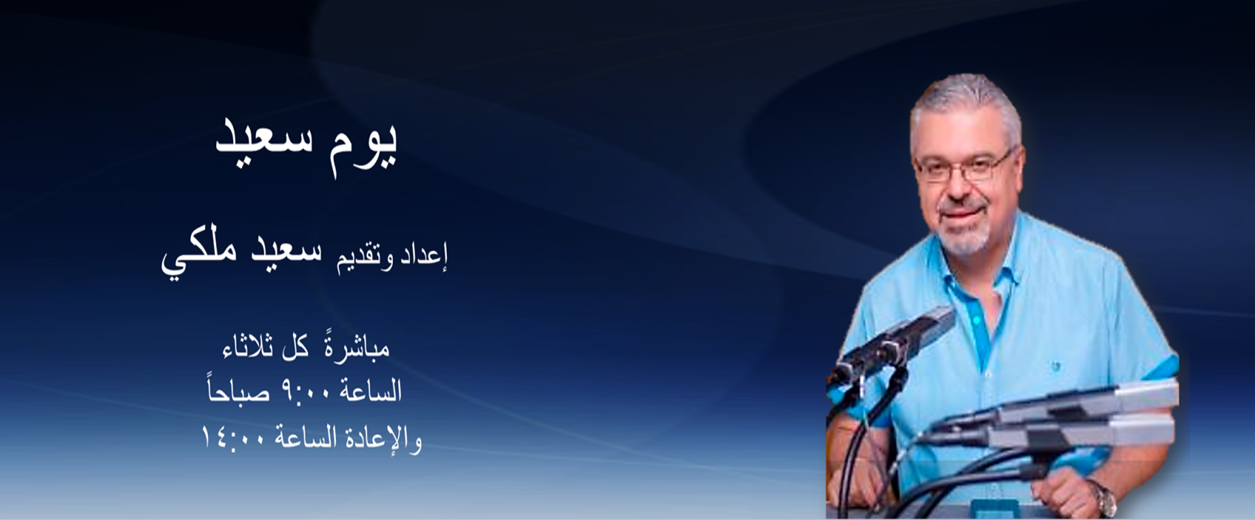 يوم سعيد
إعداد وتقديم سعيد ملكي
مباشرةً كل ثلاثاء
الساعة ٩:٠٠ صباحاً
والإعادة الساعة ١٤:٠٠